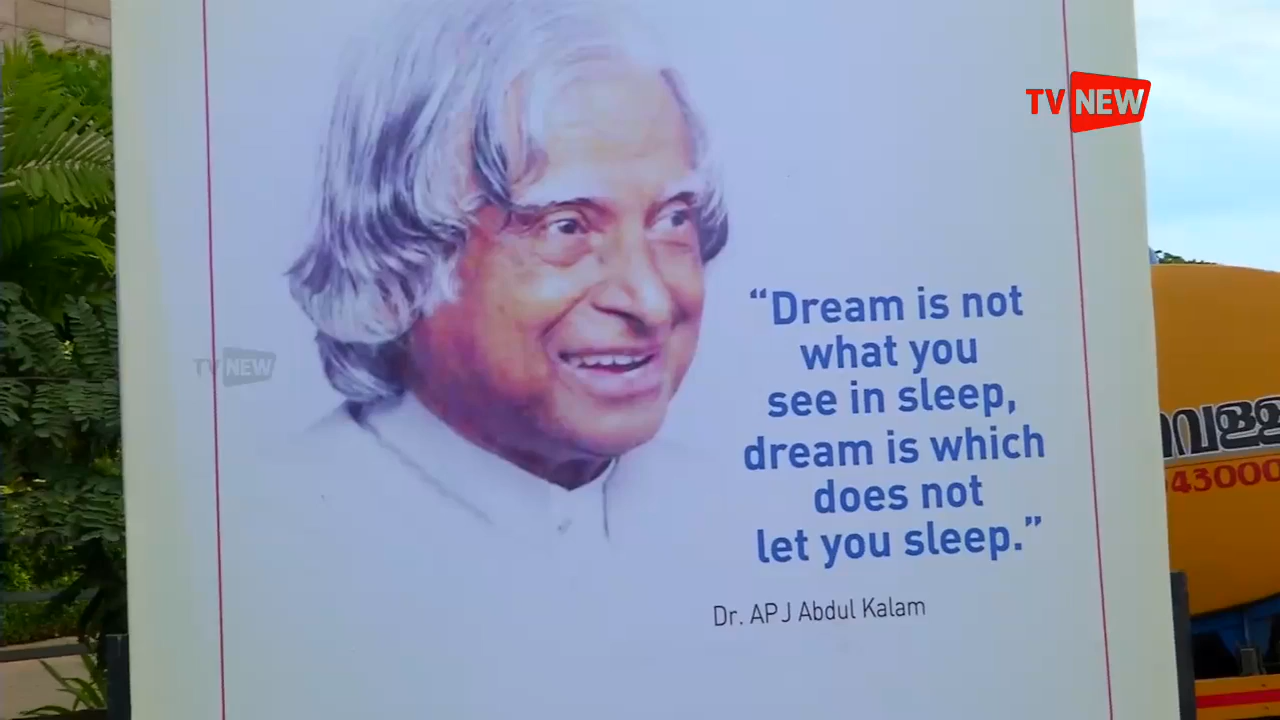 TV NEW
“Dream is not
what you
see in sleep,
dream is which
does not
let you sleep.”
Dr. APJ Abdul Kalam
TV NEW
43000